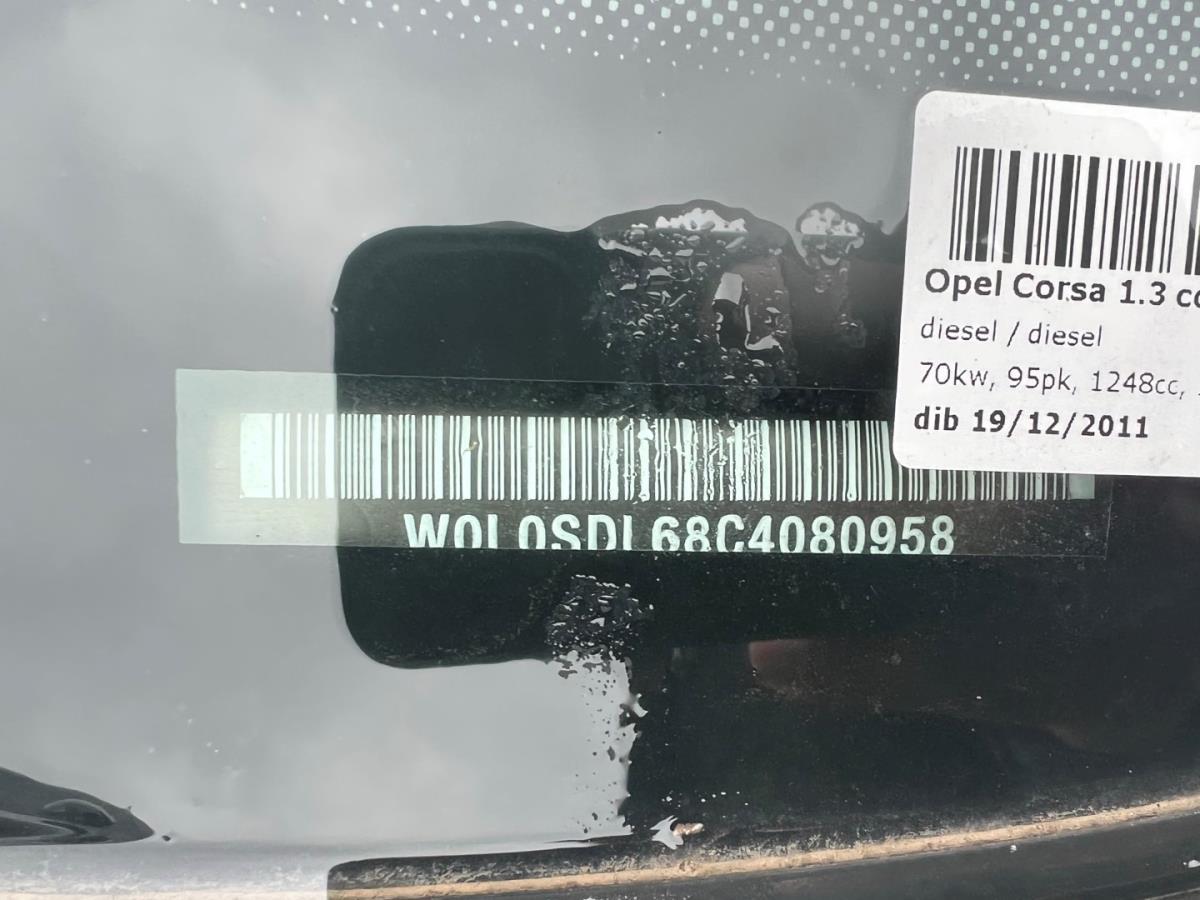 Opel Corsa 1.3
diesel / diesel
70kw, 95pk, 1248cc,
dib 19/12/2011
W0L0SDL68C4080958